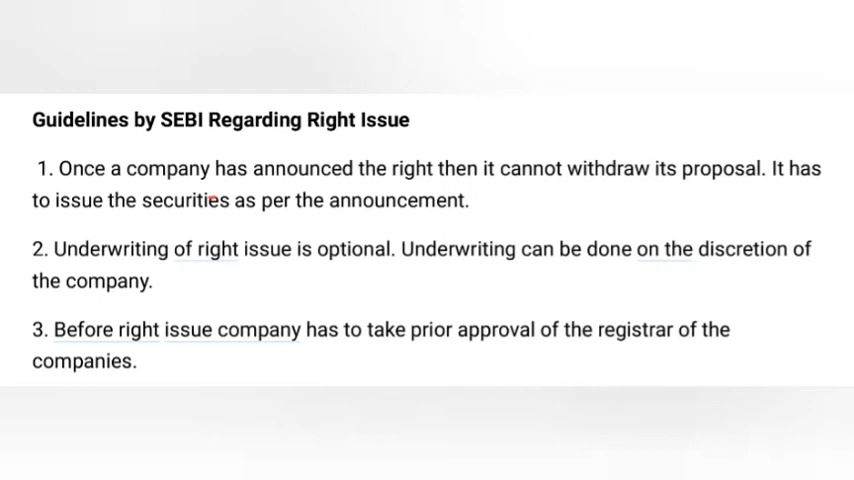 Guidelines by SEBI Regarding Right Issue
1. Once a company has announced the right then it cannot withdraw its proposal. It has
to issue the securities as per the announcement.
2. Underwriting of right issue is optional. Underwriting can be done on the discretion of
the company.
3. Before right issue company has to take prior approval of the registrar of the
companies.